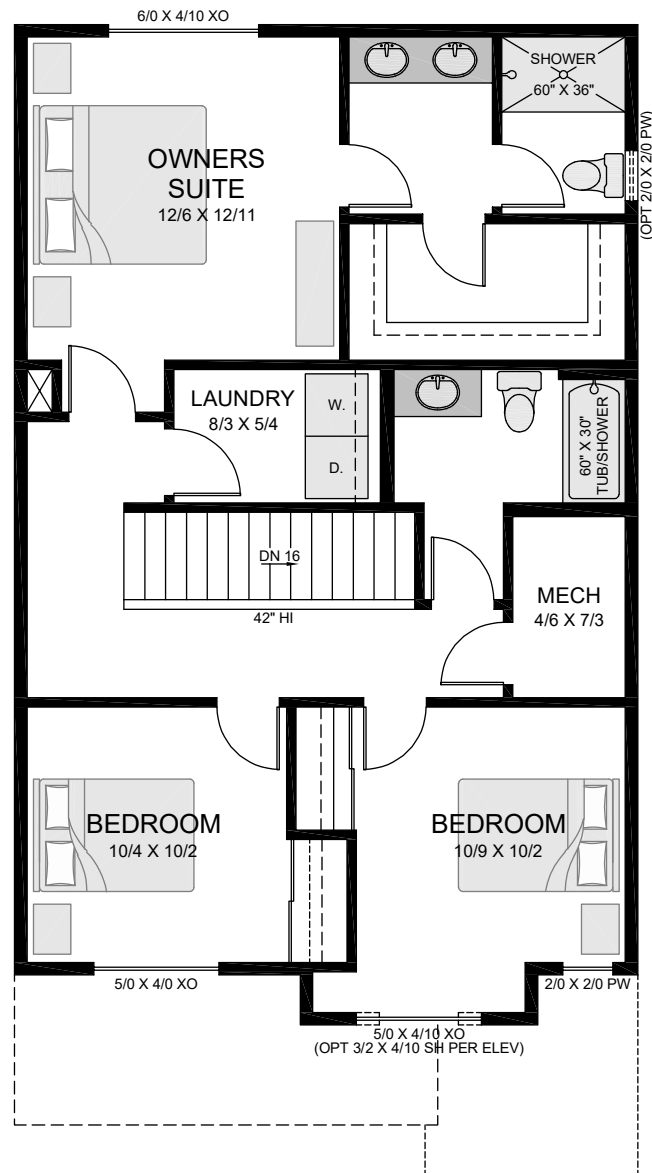 6/0 X 4/10 XO
SHOWER
60" X 36"
OWNERS
SUITE
12/6 X 12/11
(OPT 2/0 X 2/0 PW)
LAUNDRY
8/3 X 5/4
W.
D.
60" X 30"
TUB/SHOWER
DN 16
42" HI
MECH
4/6 X 7/3
BEDROOM
10/4 X 10/2
BEDROOM
10/9 X 10/2
5/0 X 4/0 XO
2/0 X 2/0 PW
5/0 X 4/10 XO
(OPT 3/2 X 4/10 SH PER ELEV)